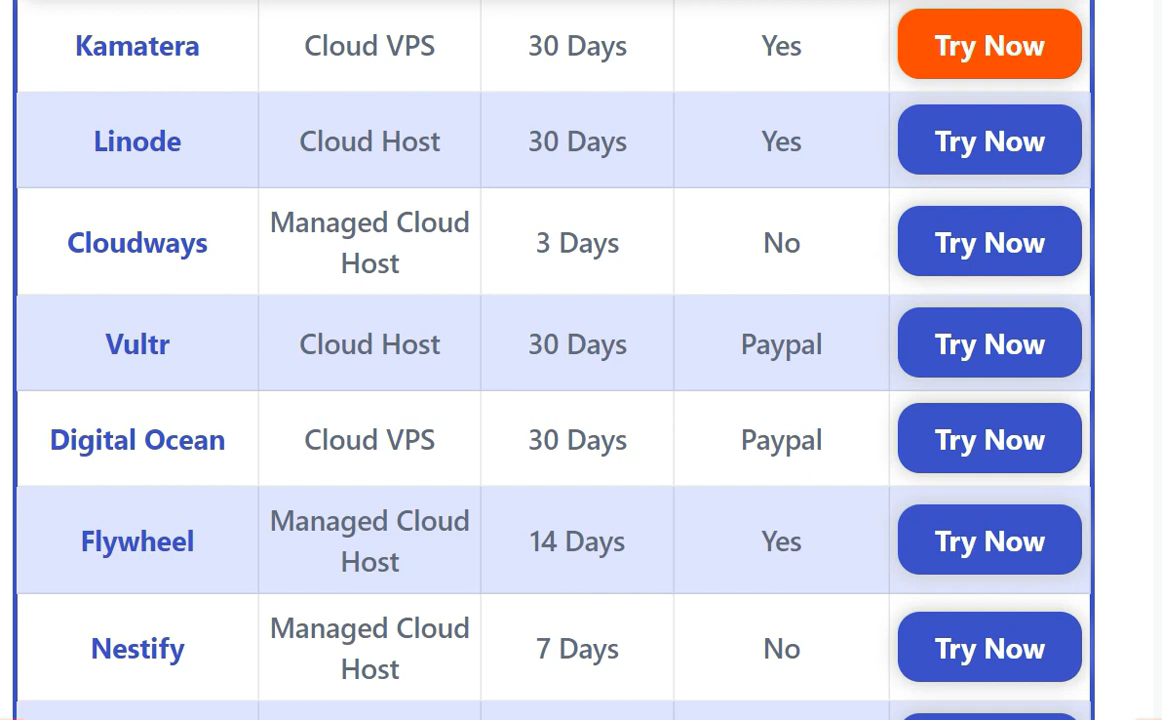 Kamatera Cloud VPS 30 Days Yes Try Now
Linode Cloud Host 30 Days Yes Try Now
Cloudways Managed Cloud Host 3 Days No Try Now
Vultr Cloud Host 30 Days Paypal Try Now
Digital Ocean Cloud VPS 30 Days Paypal Try Now
Flywheel Managed Cloud Host 14 Days Yes Try Now
Nestify Managed Cloud Host 7 Days No Try Now